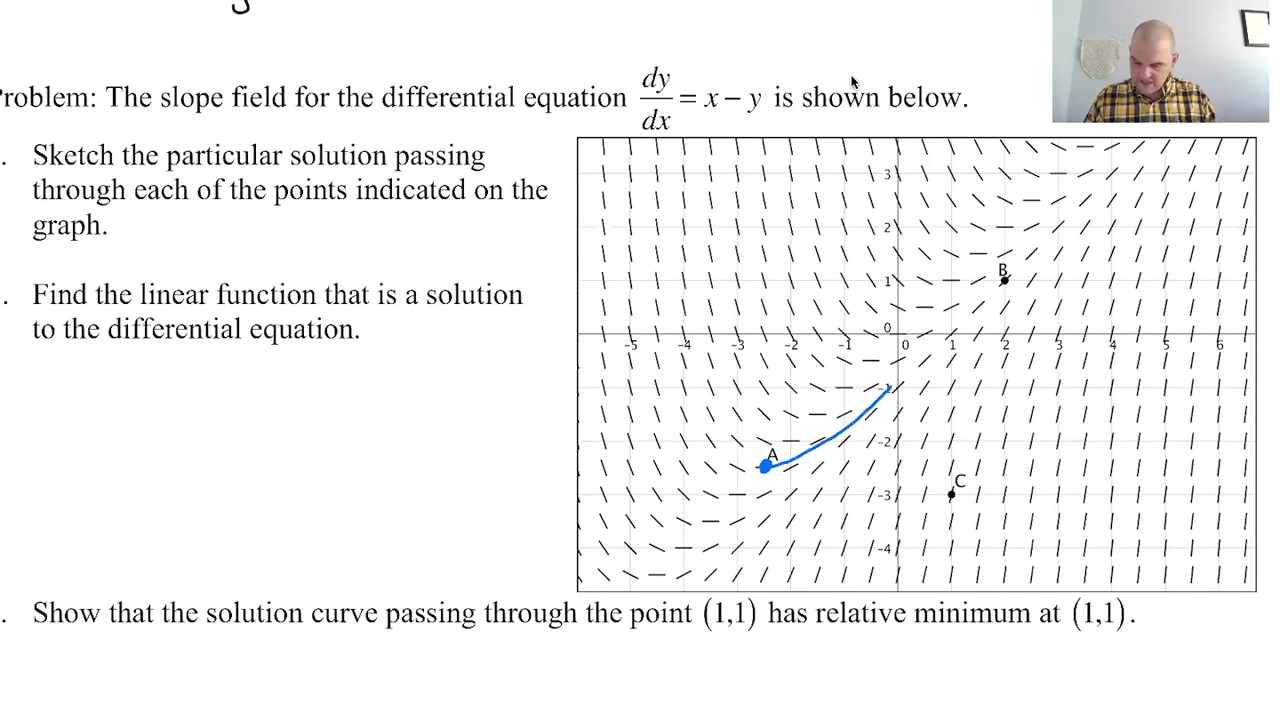 roblem: The slope field for the differential equation dy/dx = x − y is shown below.
. Sketch the particular solution passing
through each of the points indicated on the
graph.
. Find the linear function that is a solution
to the differential equation.
3
2
B
1
0
-5 -4 -3 -2 -1 0 1 2 3 4 5 6
-1
-2
A
C
-3
-4
. Show that the solution curve passing through the point (1,1) has relative minimum at (1,1).